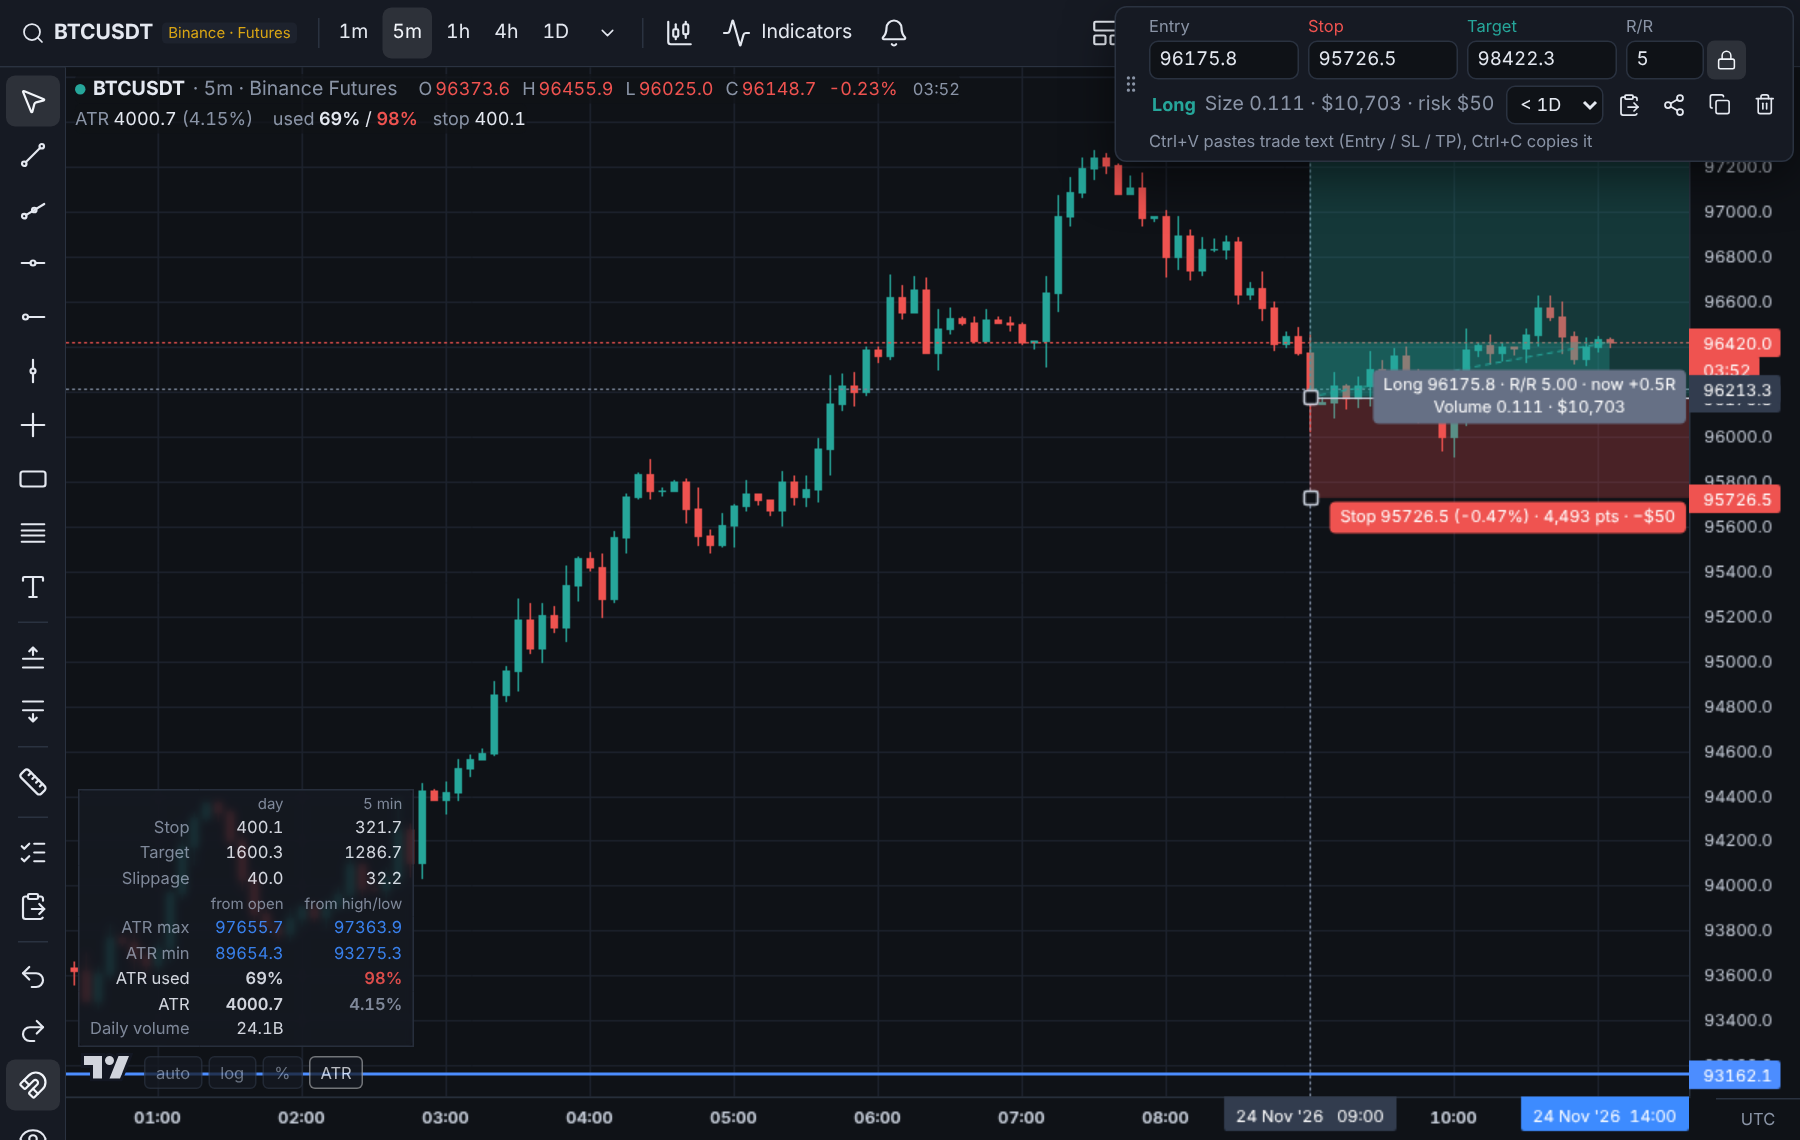 BTCUSDT Binance · Futures 1m 5m 1h 4h 1D Indicators
Entry Stop Target R/R
96175.8 95726.5 98422.3 5
Long Size 0.111 · $10,703 · risk $50 < 1D
Ctrl+V pastes trade text (Entry / SL / TP), Ctrl+C copies it
BTCUSDT · 5m · Binance Futures O96373.6 H96455.9 L96025.0 C96148.7 -0.23% 03:52
ATR 4000.7 (4.15%) used 69% / 98% stop 400.1
97200.0
97000.0
96800.0
96600.0
96420.0
03:52
96213.3
96000.0
95800.0
95726.5
95600.0
95400.0
95200.0
95000.0
94800.0
94600.0
94400.0
94200.0
94000.0
93800.0
93600.0
93400.0
93162.1
Long 96175.8 · R/R 5.00 · now +0.5R
Volume 0.111 · $10,703
Stop 95726.5 (-0.47%) · 4,493 pts · −$50
day 5 min
Stop 400.1 321.7
Target 1600.3 1286.7
Slippage 40.0 32.2
from open from high/low
ATR max 97655.7 97363.9
ATR min 89654.3 93275.3
ATR used 69% 98%
ATR 4000.7 4.15%
Daily volume 24.1B
auto log % ATR
01:00 02:00 03:00 04:00 05:00 06:00 07:00 08:00 24 Nov '26 09:00 10:00 24 Nov '26 14:00 UTC